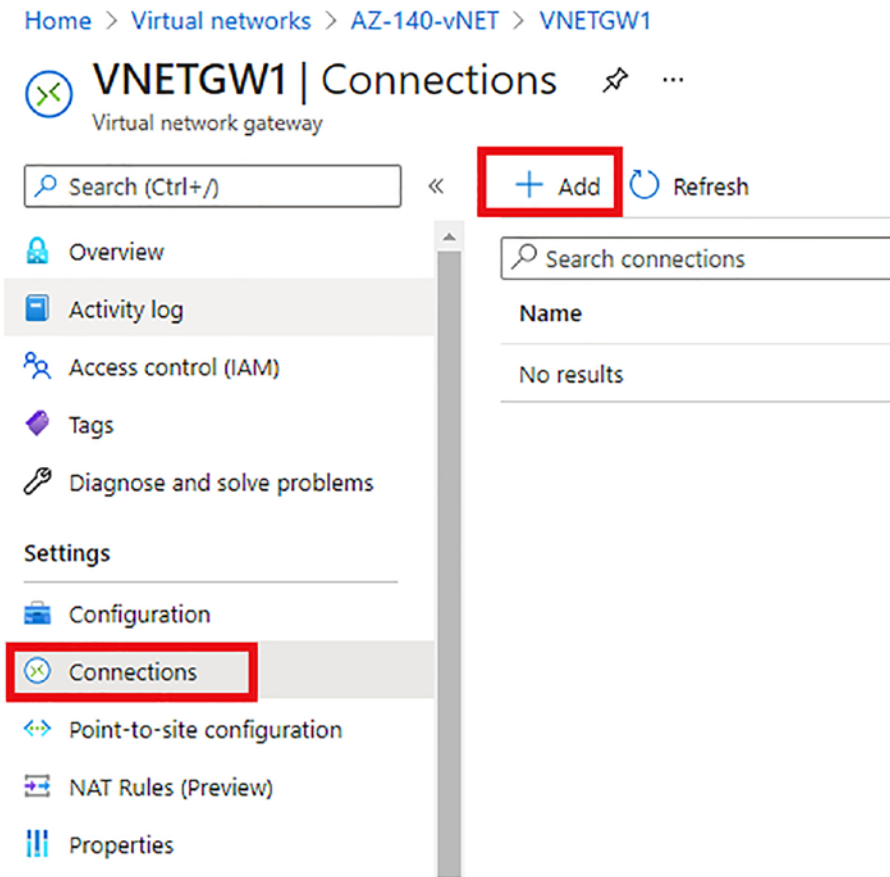 Home > Virtual networks > AZ-140-vNET > VNETGW1
VNETGW1 | Connections ...
Virtual network gateway
Search (Ctrl+/)
«
Add
Refresh
Overview
Search connections
Activity log
Name
Access control (IAM)
No results
Tags
Diagnose and solve problems
Settings
Configuration
Connections
Point-to-site configuration
NAT Rules (Preview)
Properties